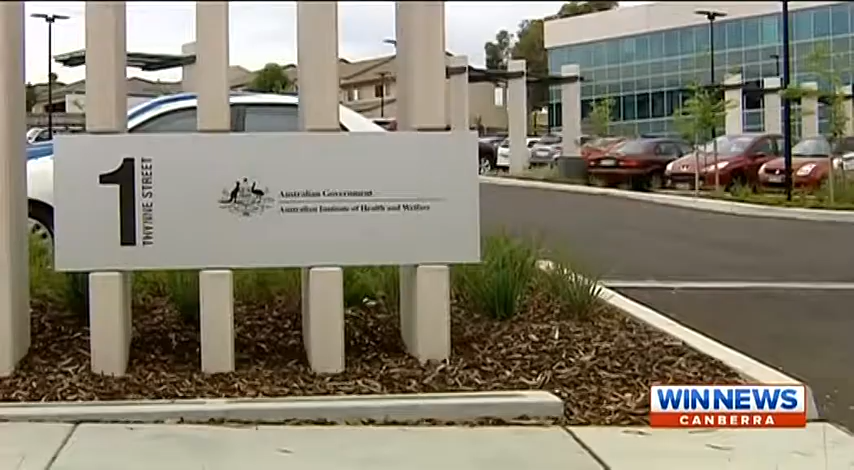 1
THYNNE STREET
Australian Government
Australian Institute of Health and Welfare
WIN NEWS
CANBERRA